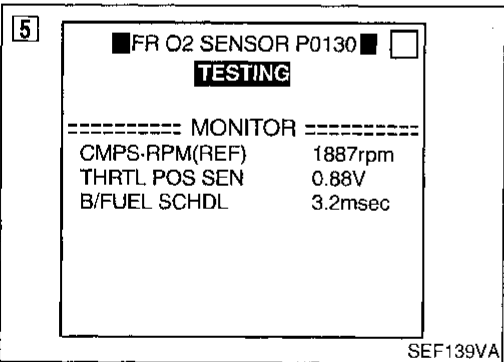 5
■FR O2 SENSOR P0130■ □
TESTING
========== MONITOR ==========
CMPS·RPM(REF) 1887rpm
THRTL POS SEN 0.88V
B/FUEL SCHDL 3.2msec
SEF139VA